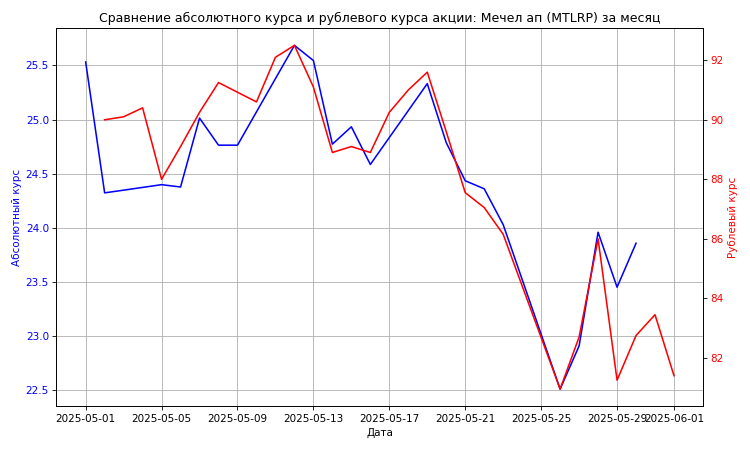 Сравнение абсолютного курса и рублевого курса акции: Мечел ап (MTLRP) за месяц
25.5
25.0
24.5
24.0
23.5
23.0
22.5
Абсолютный курс
92
90
88
86
84
82
Рублевый курс
2025-05-01 2025-05-05 2025-05-09 2025-05-13 2025-05-17 2025-05-21 2025-05-25 2025-05-29 2025-06-01
Дата